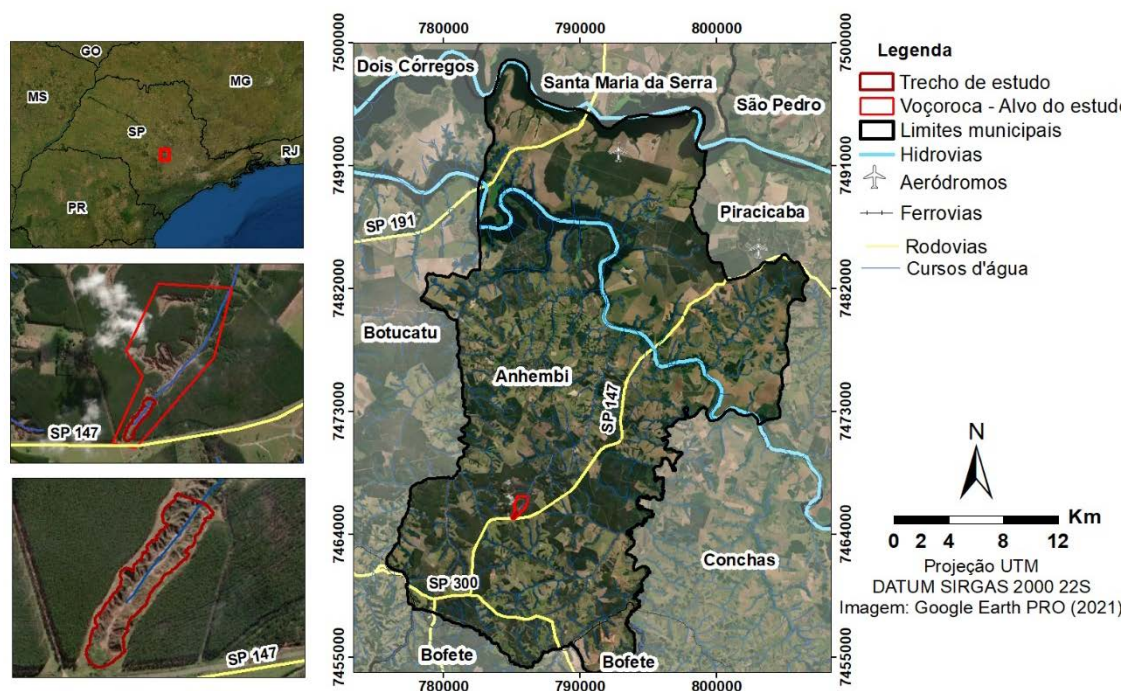 GO
MS
MG
SP
RJ
PR
SP 147
SP 147
780000
790000
800000
7500000
7491000
7482000
7473000
7464000
7455000
Dois Córregos
Santa Maria da Serra
São Pedro
SP 191
Piracicaba
Botucatu
Anhembi
SP 147
Conchas
SP 300
Bofete
Bofete
7500000
7491000
7482000
7473000
7464000
7455000
780000
790000
800000
Legenda
Trecho de estudo
Voçoroca - Alvo do estudo
Limites municipais
Hidrovias
Aeródromos
Ferrovias
Rodovias
Cursos d'água
N
Km
0 2 4 8 12
Projeção UTM
DATUM SIRGAS 2000 22S
Imagem: Google Earth PRO (2021)